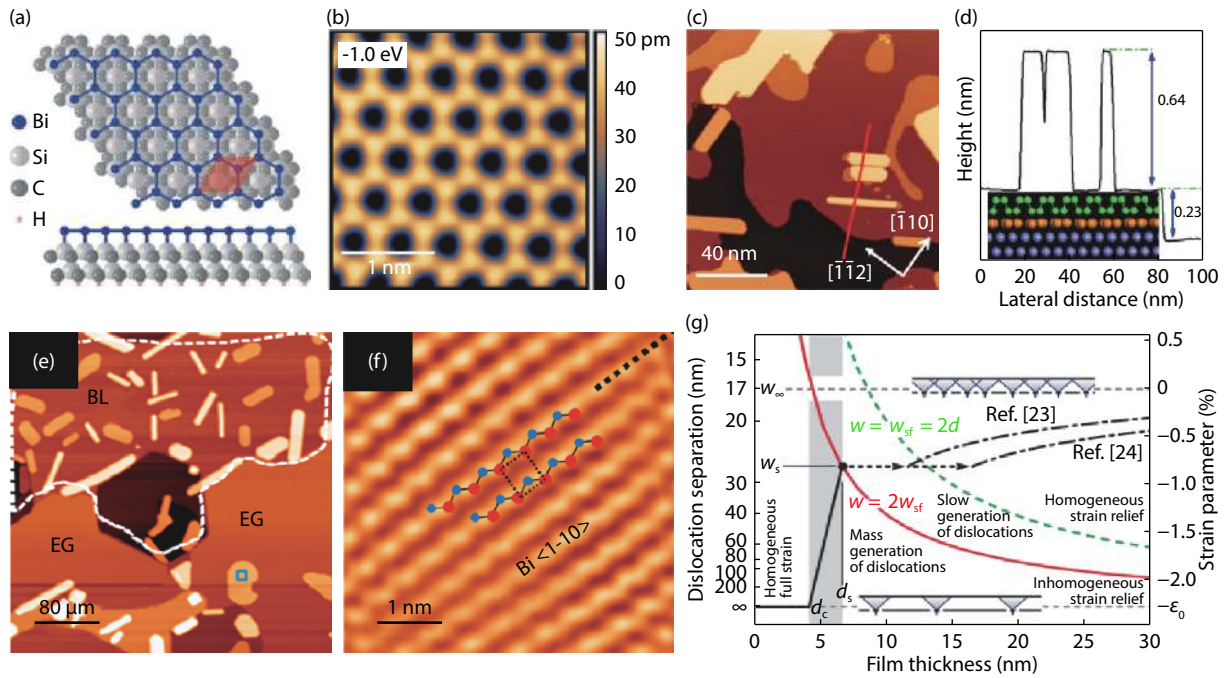 (a)
Bi
Si
C
H
(b)
-1.0 eV
1 nm
50 pm
40
30
20
10
0
(c)
40 nm
[1̄10]
[1̄1̄2]
(d)
Height (nm)
0.64
0.23
0 20 40 60 80 100
Lateral distance (nm)
(e)
BL
EG
EG
80 μm
(f)
Bi <1-10>
1 nm
(g)
Dislocation separation (nm)
15
17
20
30
40
60
80
100
200
∞
w∞
ws
w = wsf = 2d
w = 2wsf
Ref. [23]
Ref. [24]
Homogeneous
full strain
Mass
generation
of dislocations
Slow
generation
of dislocations
Homogeneous
strain relief
Inhomogeneous
strain relief
dc
ds
0 5 10 15 20 25 30
Film thickness (nm)
0.5
0
−0.5
−1.0
−1.5
−2.0
−ε0
Strain parameter (%)